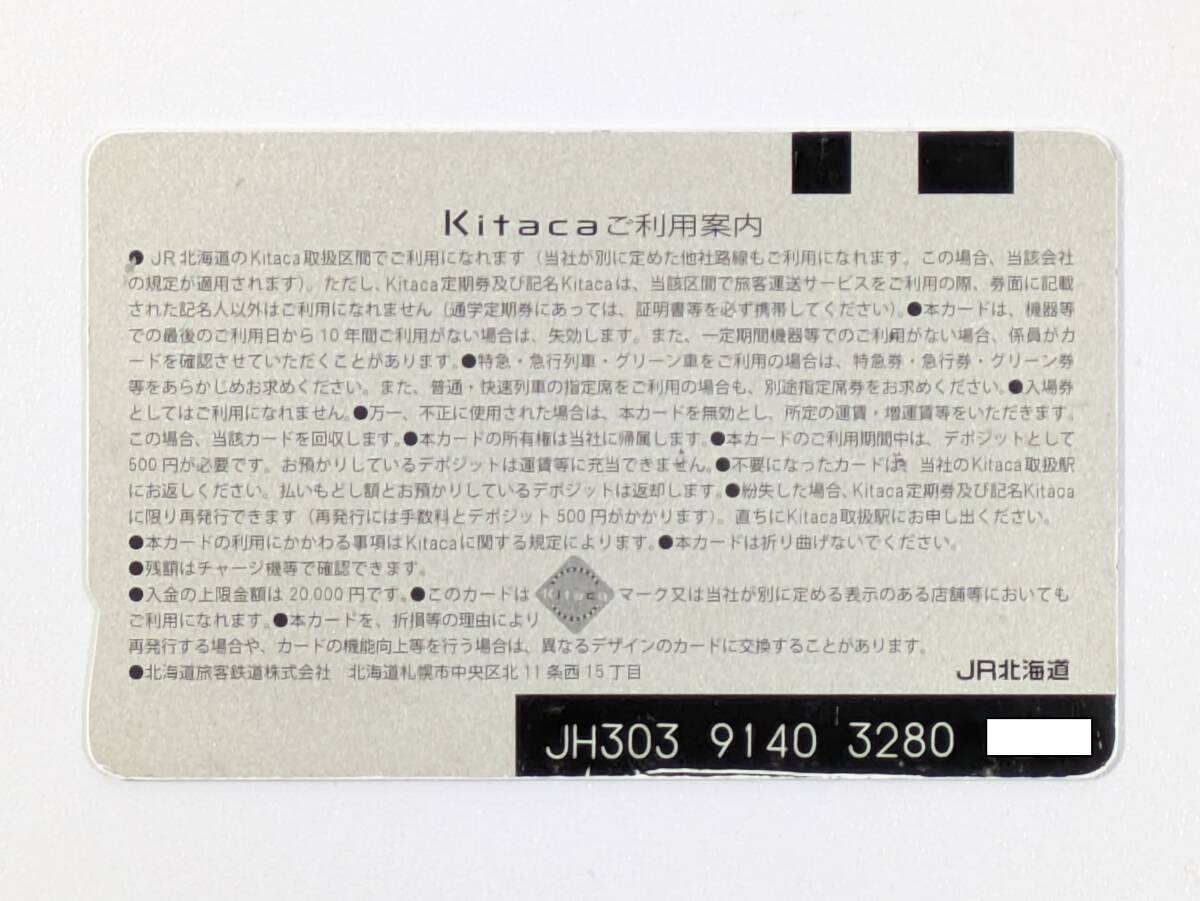 Kitacaご利用案内
●JR北海道のKitaca取扱区間でご利用になれます（当社が別に定めた他社路線もご利用になれます。この場合、当該会社
の規定が適用されます）。ただし、Kitaca定期券及び記名Kitacaは、当該区間で旅客運送サービスをご利用の際、券面に記載
された記名人以外はご利用になれません（通学定期券にあっては、証明書等を必ず携帯してください）。●本カードは、機器等
での最後のご利用日から10年間ご利用がない場合は、失効します。また、一定期間機器等でのご利用がない場合、係員がカ
ードを確認させていただくことがあります。●特急・急行列車・グリーン車をご利用の場合は、特急券・急行券・グリーン券
等をあらかじめお求めください。また、普通・快速列車の指定席をご利用の場合も、別途指定席券をお求めください。●入場券
としてはご利用になれません。●万一、不正に使用された場合は、本カードを無効とし、所定の運賃・増運賃等をいただきます。
この場合、当該カードを回収します。●本カードの所有権は当社に帰属します。●本カードのご利用期間中は、デポジットとして
500円が必要です。お預かりしているデポジットは運賃等に充当できません。●不要になったカードは、当社のKitaca取扱駅
にお返しください。払いもどし額とお預かりしているデポジットは返却します。●紛失した場合、Kitaca定期券及び記名Kitaca
に限り再発行できます（再発行には手数料とデポジット500円がかかります）。直ちにKitaca取扱駅にお申し出ください。
●本カードの利用にかかわる事項はKitacaに関する規定によります。●本カードは折り曲げないでください。
●残額はチャージ機等で確認できます。
●入金の上限金額は20,000円です。●このカードは Kitaca マーク又は当社が別に定める表示のある店舗等においても
ご利用になれます。●本カードを、折損等の理由により
再発行する場合や、カードの機能向上等を行う場合は、異なるデザインのカードに交換することがあります。
●北海道旅客鉄道株式会社　北海道札幌市中央区北11条西15丁目
JR北海道
JH303 9140 3280